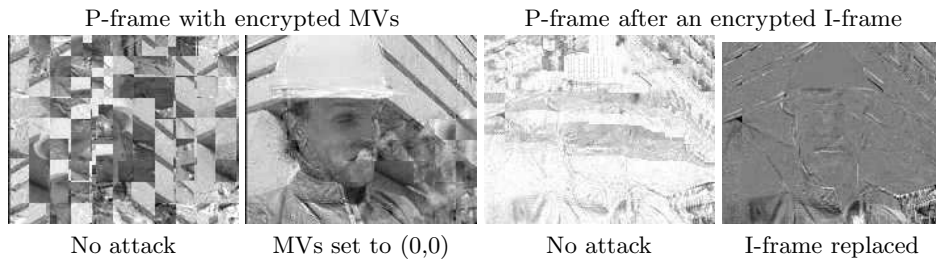 P-frame with encrypted MVs
P-frame after an encrypted I-frame
No attack
MVs set to (0,0)
No attack
I-frame replaced